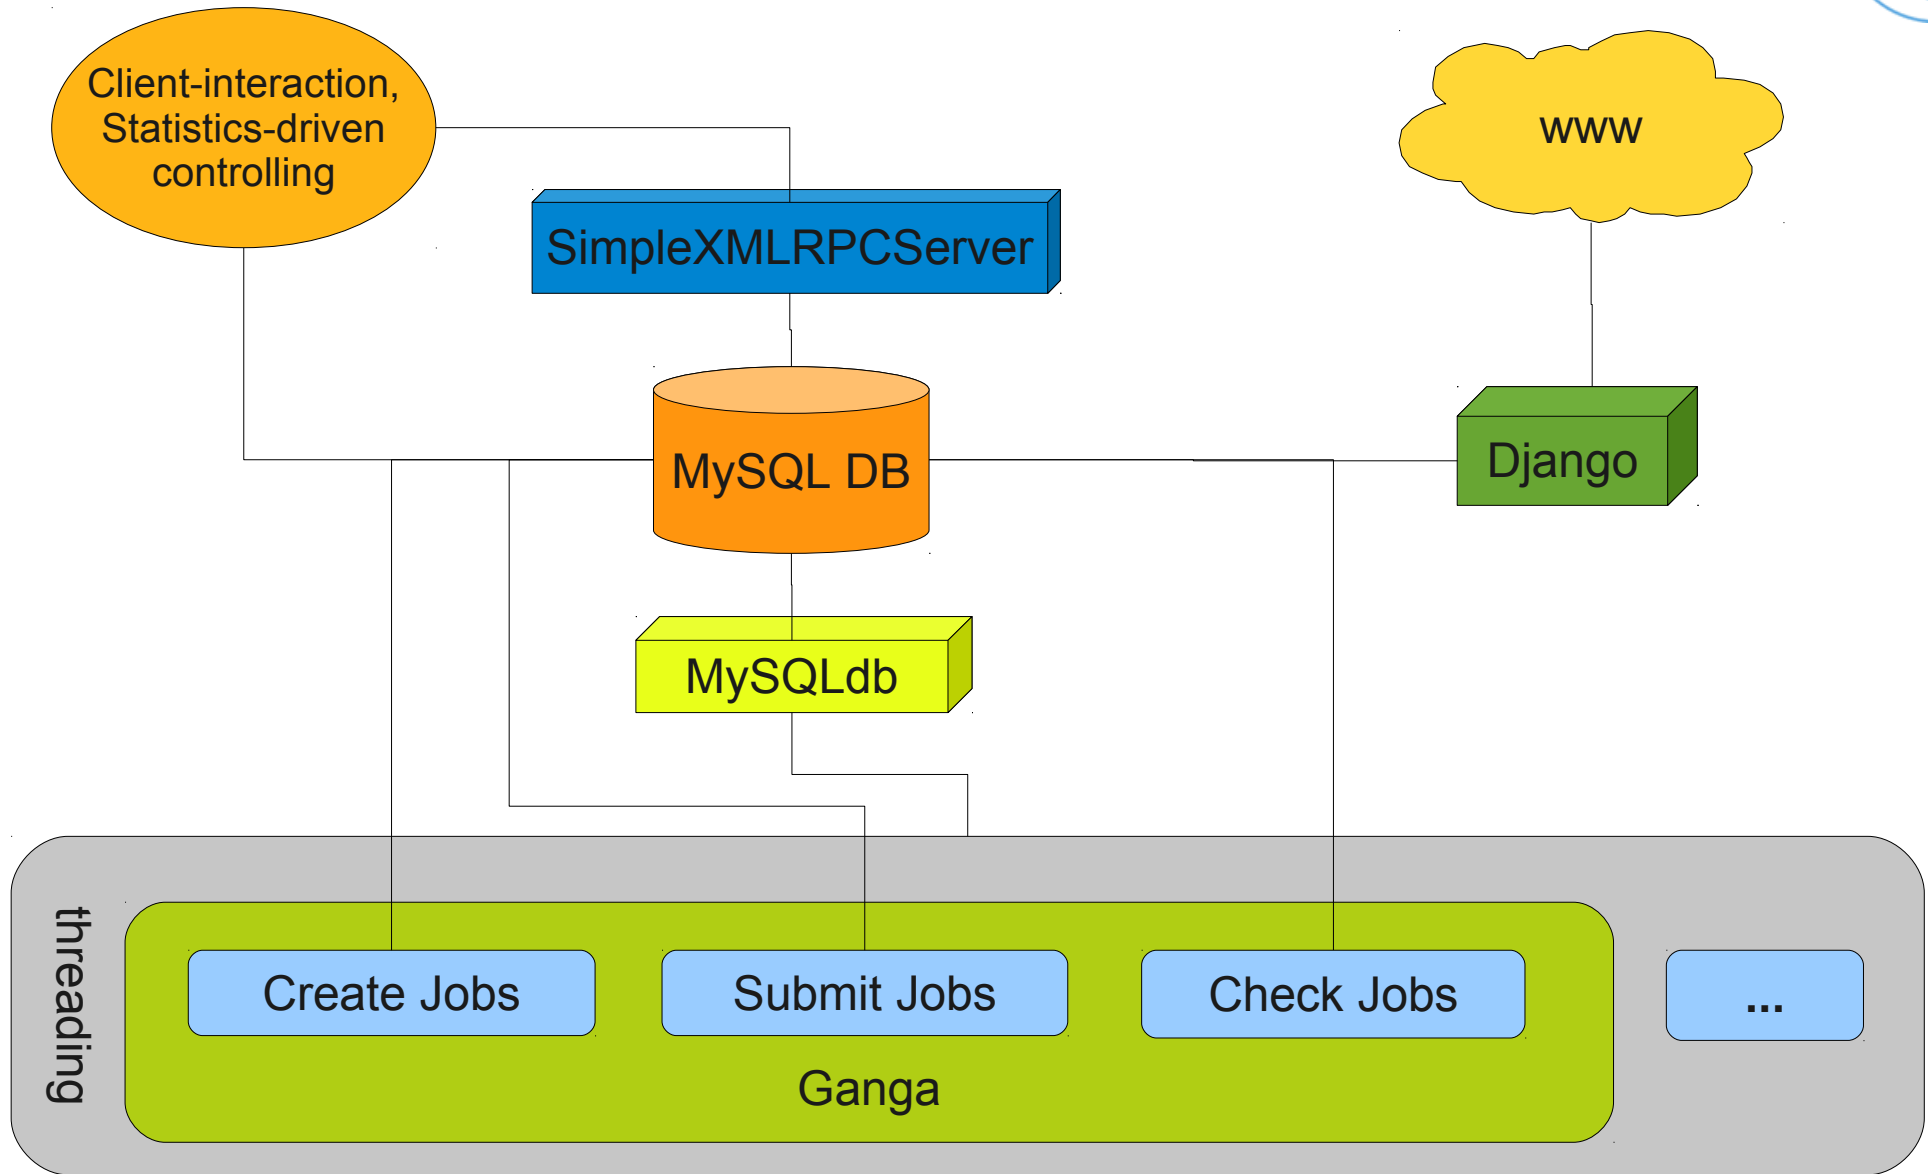 Client-interaction,
Statistics-driven
controlling
www
SimpleXMLRPCServer
MySQL DB
Django
MySQLdb
threading
Create Jobs
Submit Jobs
Check Jobs
...
Ganga